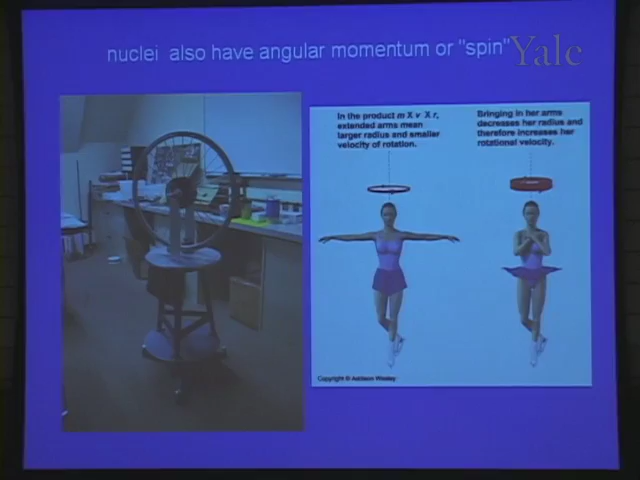 nuclei also have angular momentum or "spin"
Yale
In the product m X v X r,
extended arms mean
larger radius and smaller
velocity of rotation.
Bringing in her arms
decreases her radius and
therefore increases her
rotational velocity.
Copyright © Addison Wesley